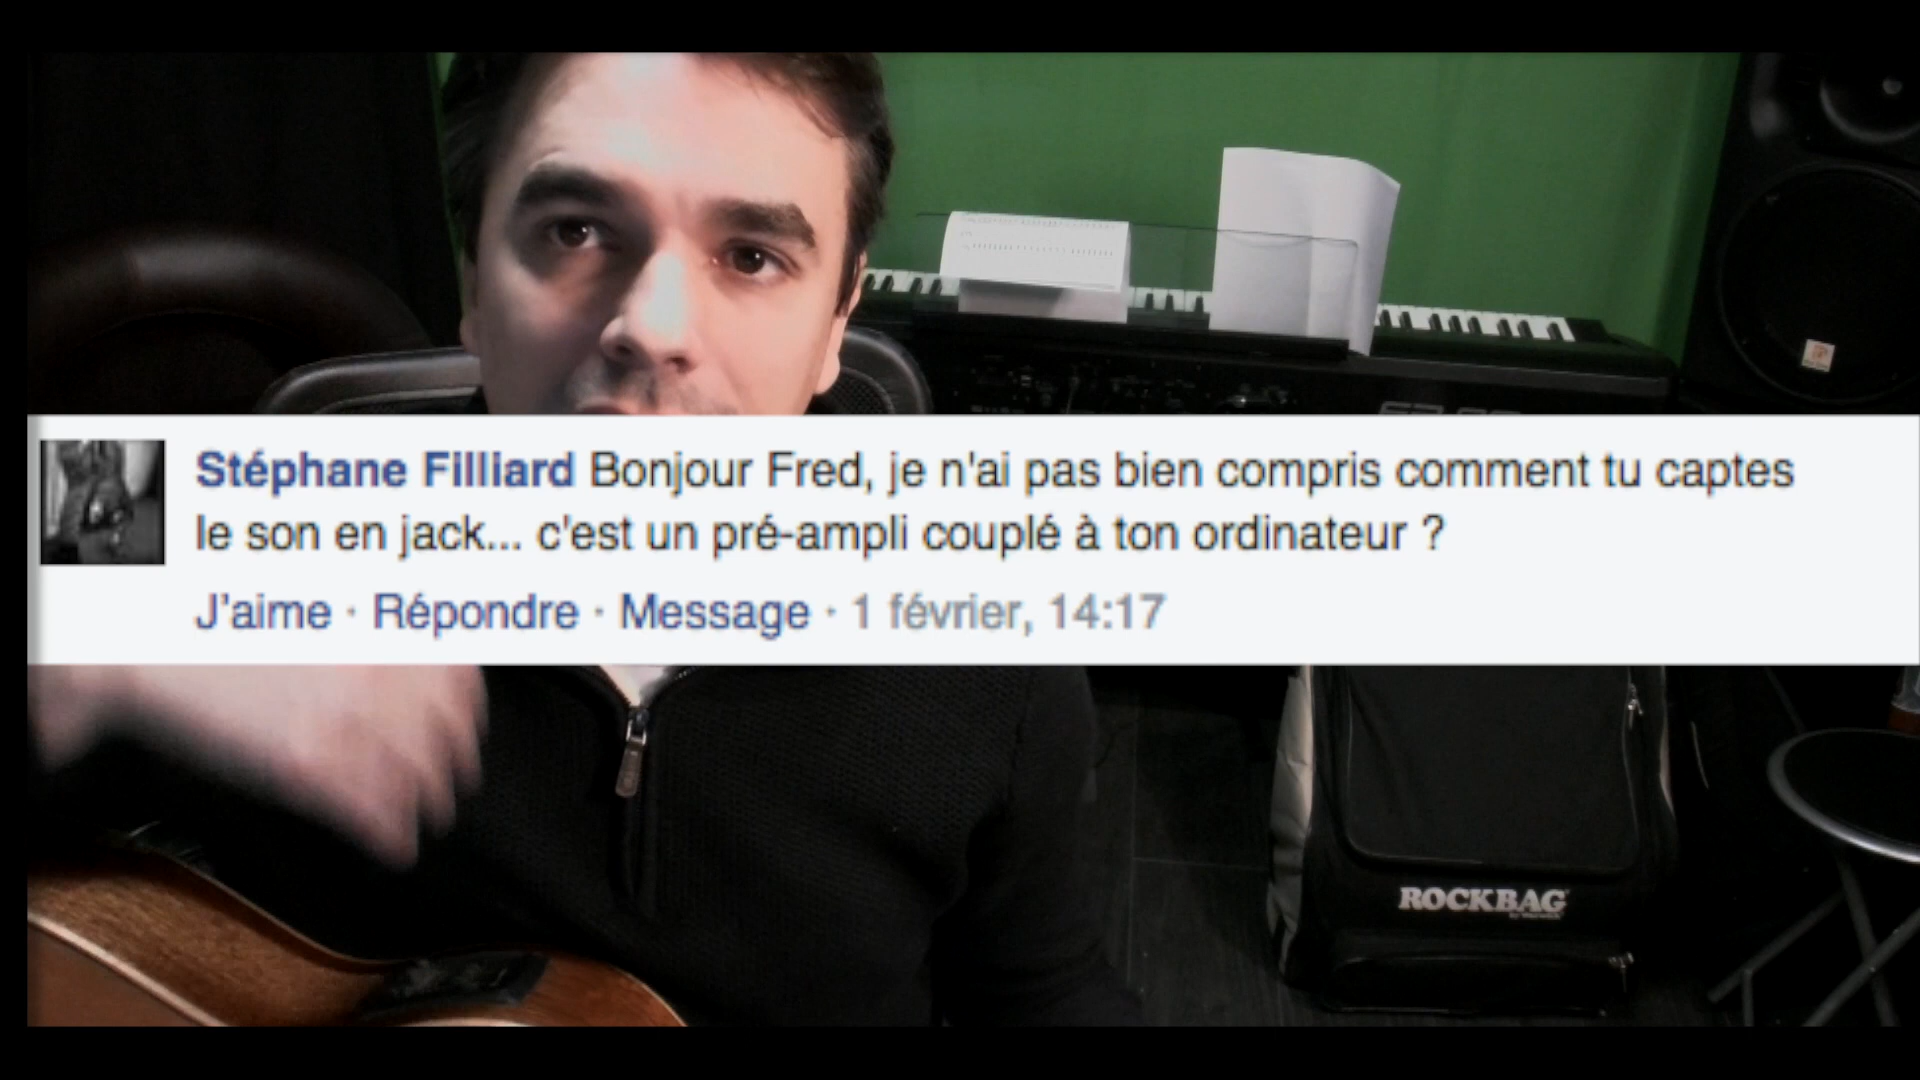 Stéphane Filliard Bonjour Fred, je n'ai pas bien compris comment tu captes
le son en jack... c'est un pré-ampli couplé à ton ordinateur ?
J'aime · Répondre · Message · 1 février, 14:17
ROCKBAG